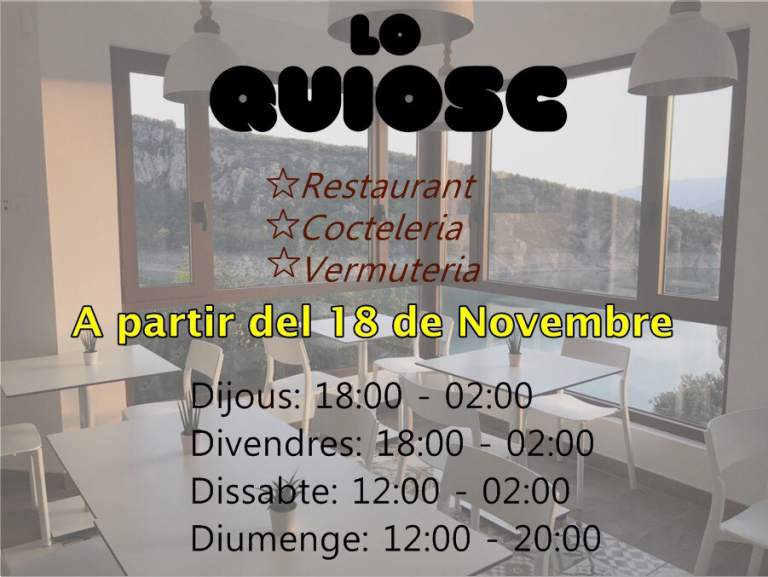 LO
QUIOSC
☆Restaurant
☆Cocteleria
☆Vermuteria
A partir del 18 de Novembre
Dijous: 18:00 - 02:00
Divendres: 18:00 - 02:00
Dissabte: 12:00 - 02:00
Diumenge: 12:00 - 20:00